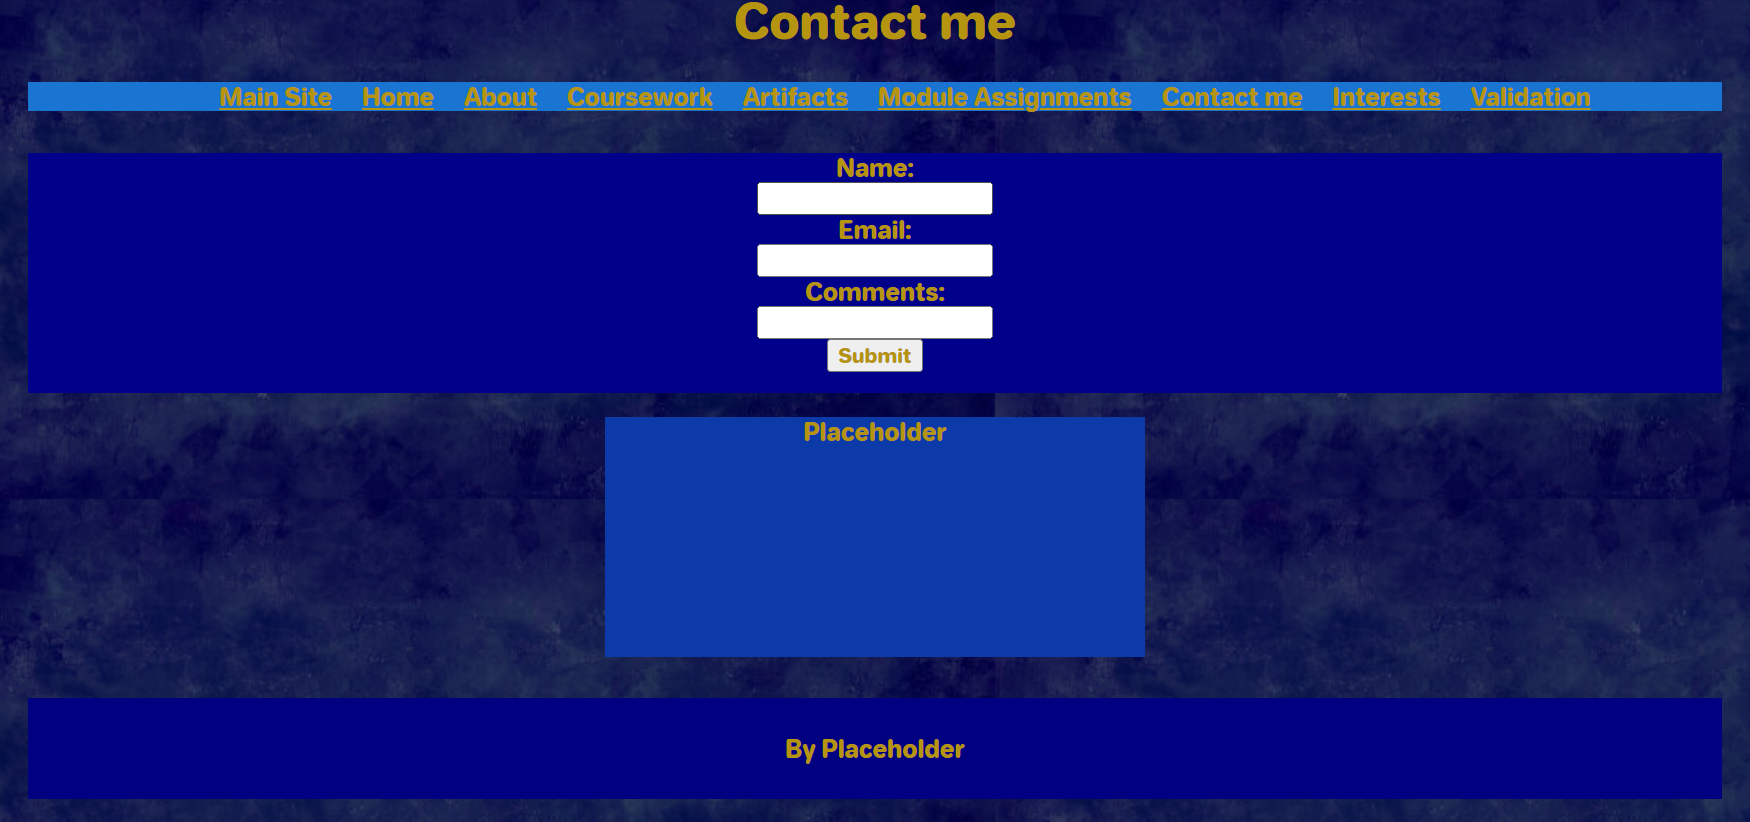 Contact me
Main Site Home About Coursework Artifacts Module Assignments Contact me Interests Validation
Name:
Email:
Comments:
Submit
Placeholder
By Placeholder